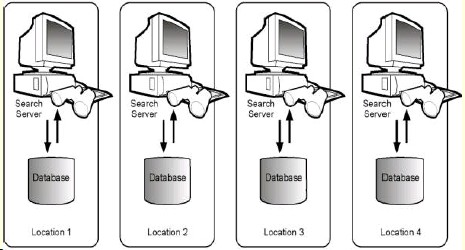 Search
Server
Database
Location 1
Search
Server
Database
Location 2
Search
Server
Database
Location 3
Search
Server
Database
Location 4